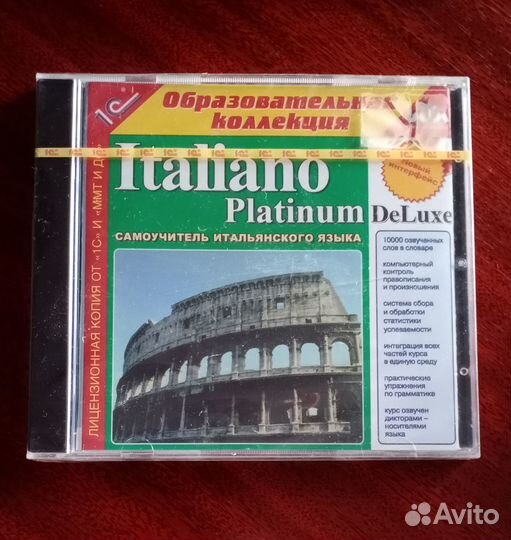 1С
Образовательная
коллекция
Новый
интерфейс
Italiano
Platinum DeLuxe
САМОУЧИТЕЛЬ ИТАЛЬЯНСКОГО ЯЗЫКА
10000 озвученных
слов в словаре
компьютерный
контроль
правописания
и произношения
система сбора
и обработки
статистики
успеваемости
интеграция всех
частей курса
в единую среду
практические
упражнения
по грамматике
курс озвучен
дикторами –
носителями
языка
ЛИЦЕНЗИОННАЯ КОПИЯ ОТ «1С» И «ММТ И Д
Avito